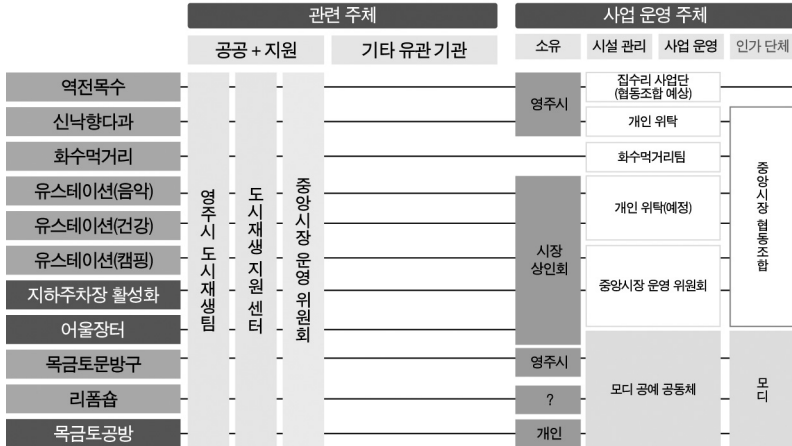 관련 주체
사업 운영 주체
공공 + 지원
기타 유관 기관
소유
시설 관리
사업 운영
인가 단체
역전목수
신낙향다과
화수먹거리
유스테이션(음악)
유스테이션(건강)
유스테이션(캠핑)
지하주차장 활성화
어울장터
목금토문방구
리폼숍
목금토공방
영주시 도시재생팀
도시재생 지원 센터
중앙시장 운영 위원회
영주시
시장
상인회
영주시
?
개인
집수리 사업단
(협동조합 예상)
개인 위탁
화수먹거리팀
개인 위탁(예정)
중앙시장 운영 위원회
모디 공예 공동체
중앙시장 협동조합
모디